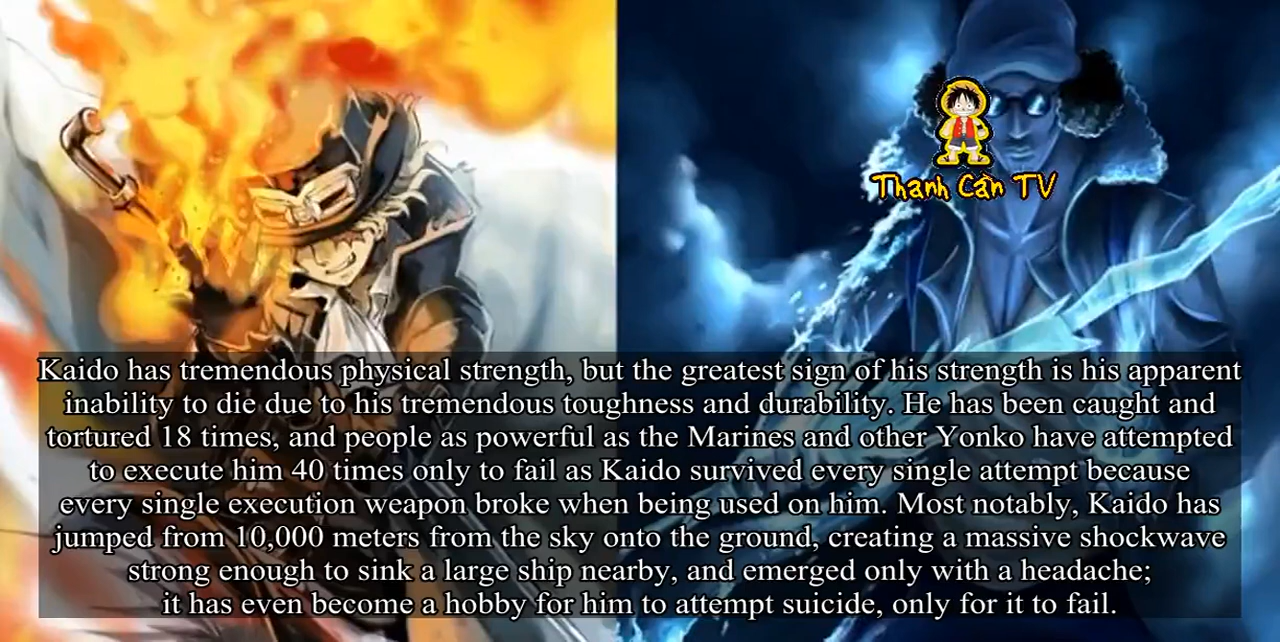 Thanh Cần TV
Kaido has tremendous physical strength, but the greatest sign of his strength is his apparent
inability to die due to his tremendous toughness and durability. He has been caught and
tortured 18 times, and people as powerful as the Marines and other Yonko have attempted
to execute him 40 times only to fail as Kaido survived every single attempt because
every single execution weapon broke when being used on him. Most notably, Kaido has
jumped from 10,000 meters from the sky onto the ground, creating a massive shockwave
strong enough to sink a large ship nearby, and emerged only with a headache;
it has even become a hobby for him to attempt suicide, only for it to fail.